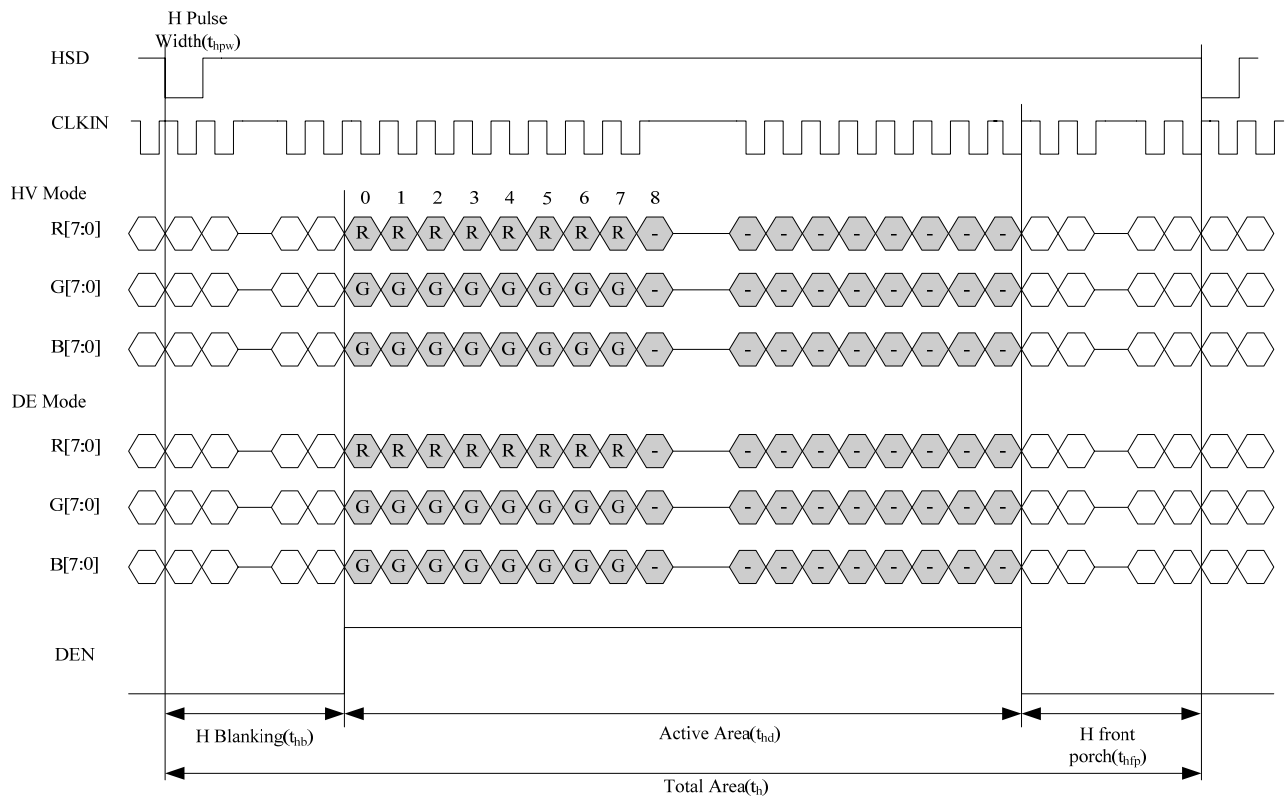 H Pulse
Width(thpw)
HSD
CLKIN
HV Mode
0 1 2 3 4 5 6 7 8
R[7:0] R R R R R R R R - - - - - - - - -
G[7:0] G G G G G G G G - - - - - - - - -
B[7:0] G G G G G G G G - - - - - - - - -
DE Mode
R[7:0] R R R R R R R R - - - - - - - - -
G[7:0] G G G G G G G G - - - - - - - - -
B[7:0] G G G G G G G G - - - - - - - - -
DEN
H Blanking(thb)
Active Area(thd)
H front
porch(thfp)
Total Area(th)